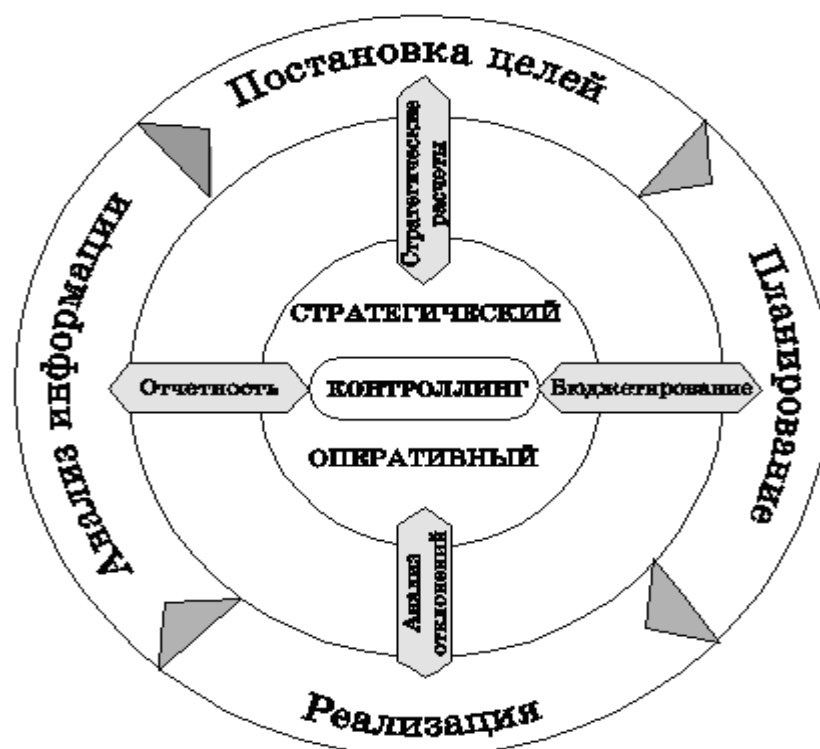 Постановка целей
Стратегические
расчеты
Анализ информации
Планирование
СТРАТЕГИЧЕСКИЙ
Отчетность
КОНТРОЛЛИНГ
Бюджетирование
ОПЕРАТИВНЫЙ
Анализ
отклонений
Реализация